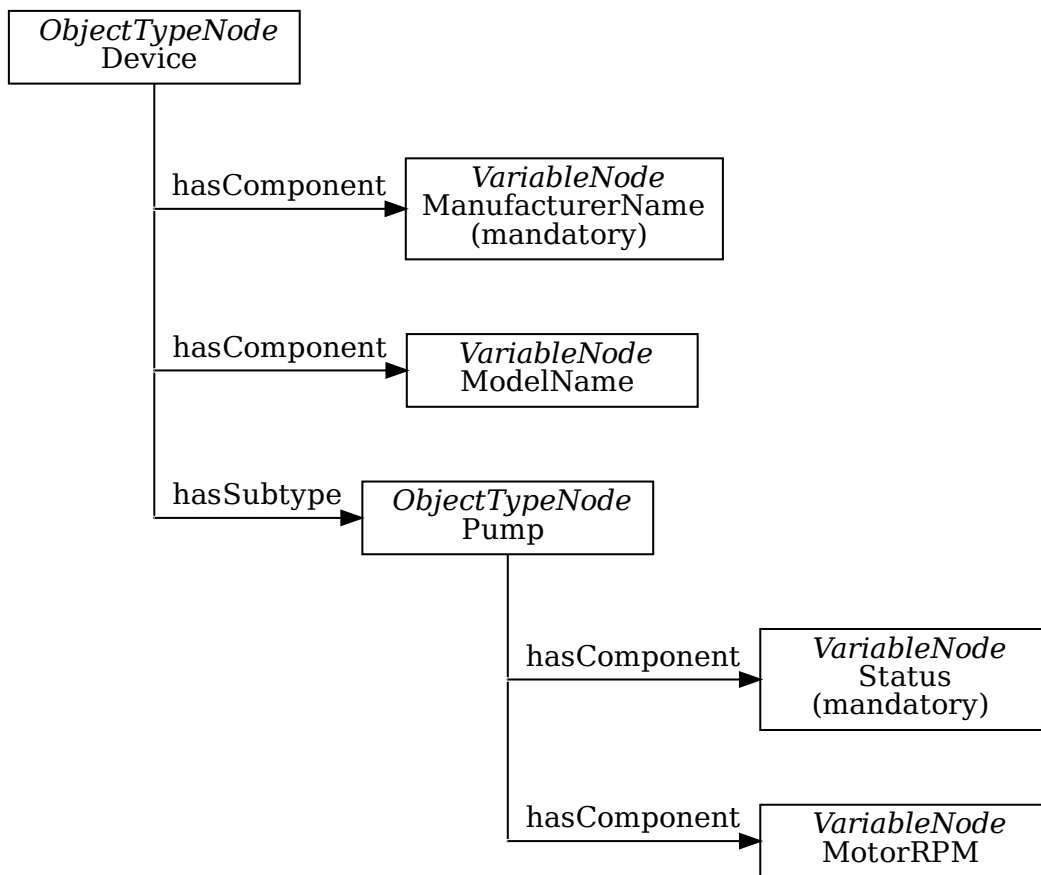 ObjectTypeNode
Device
hasComponent
VariableNode
ManufacturerName
(mandatory)
hasComponent
VariableNode
ModelName
hasSubtype
ObjectTypeNode
Pump
hasComponent
VariableNode
Status
(mandatory)
hasComponent
VariableNode
MotorRPM